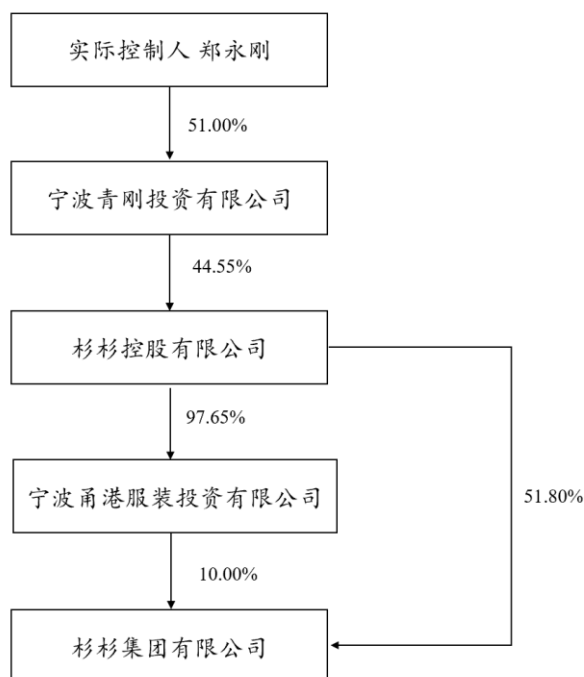 实际控制人 郑永刚
51.00%
宁波青刚投资有限公司
44.55%
杉杉控股有限公司
97.65%
宁波甬港服装投资有限公司
51.80%
10.00%
杉杉集团有限公司